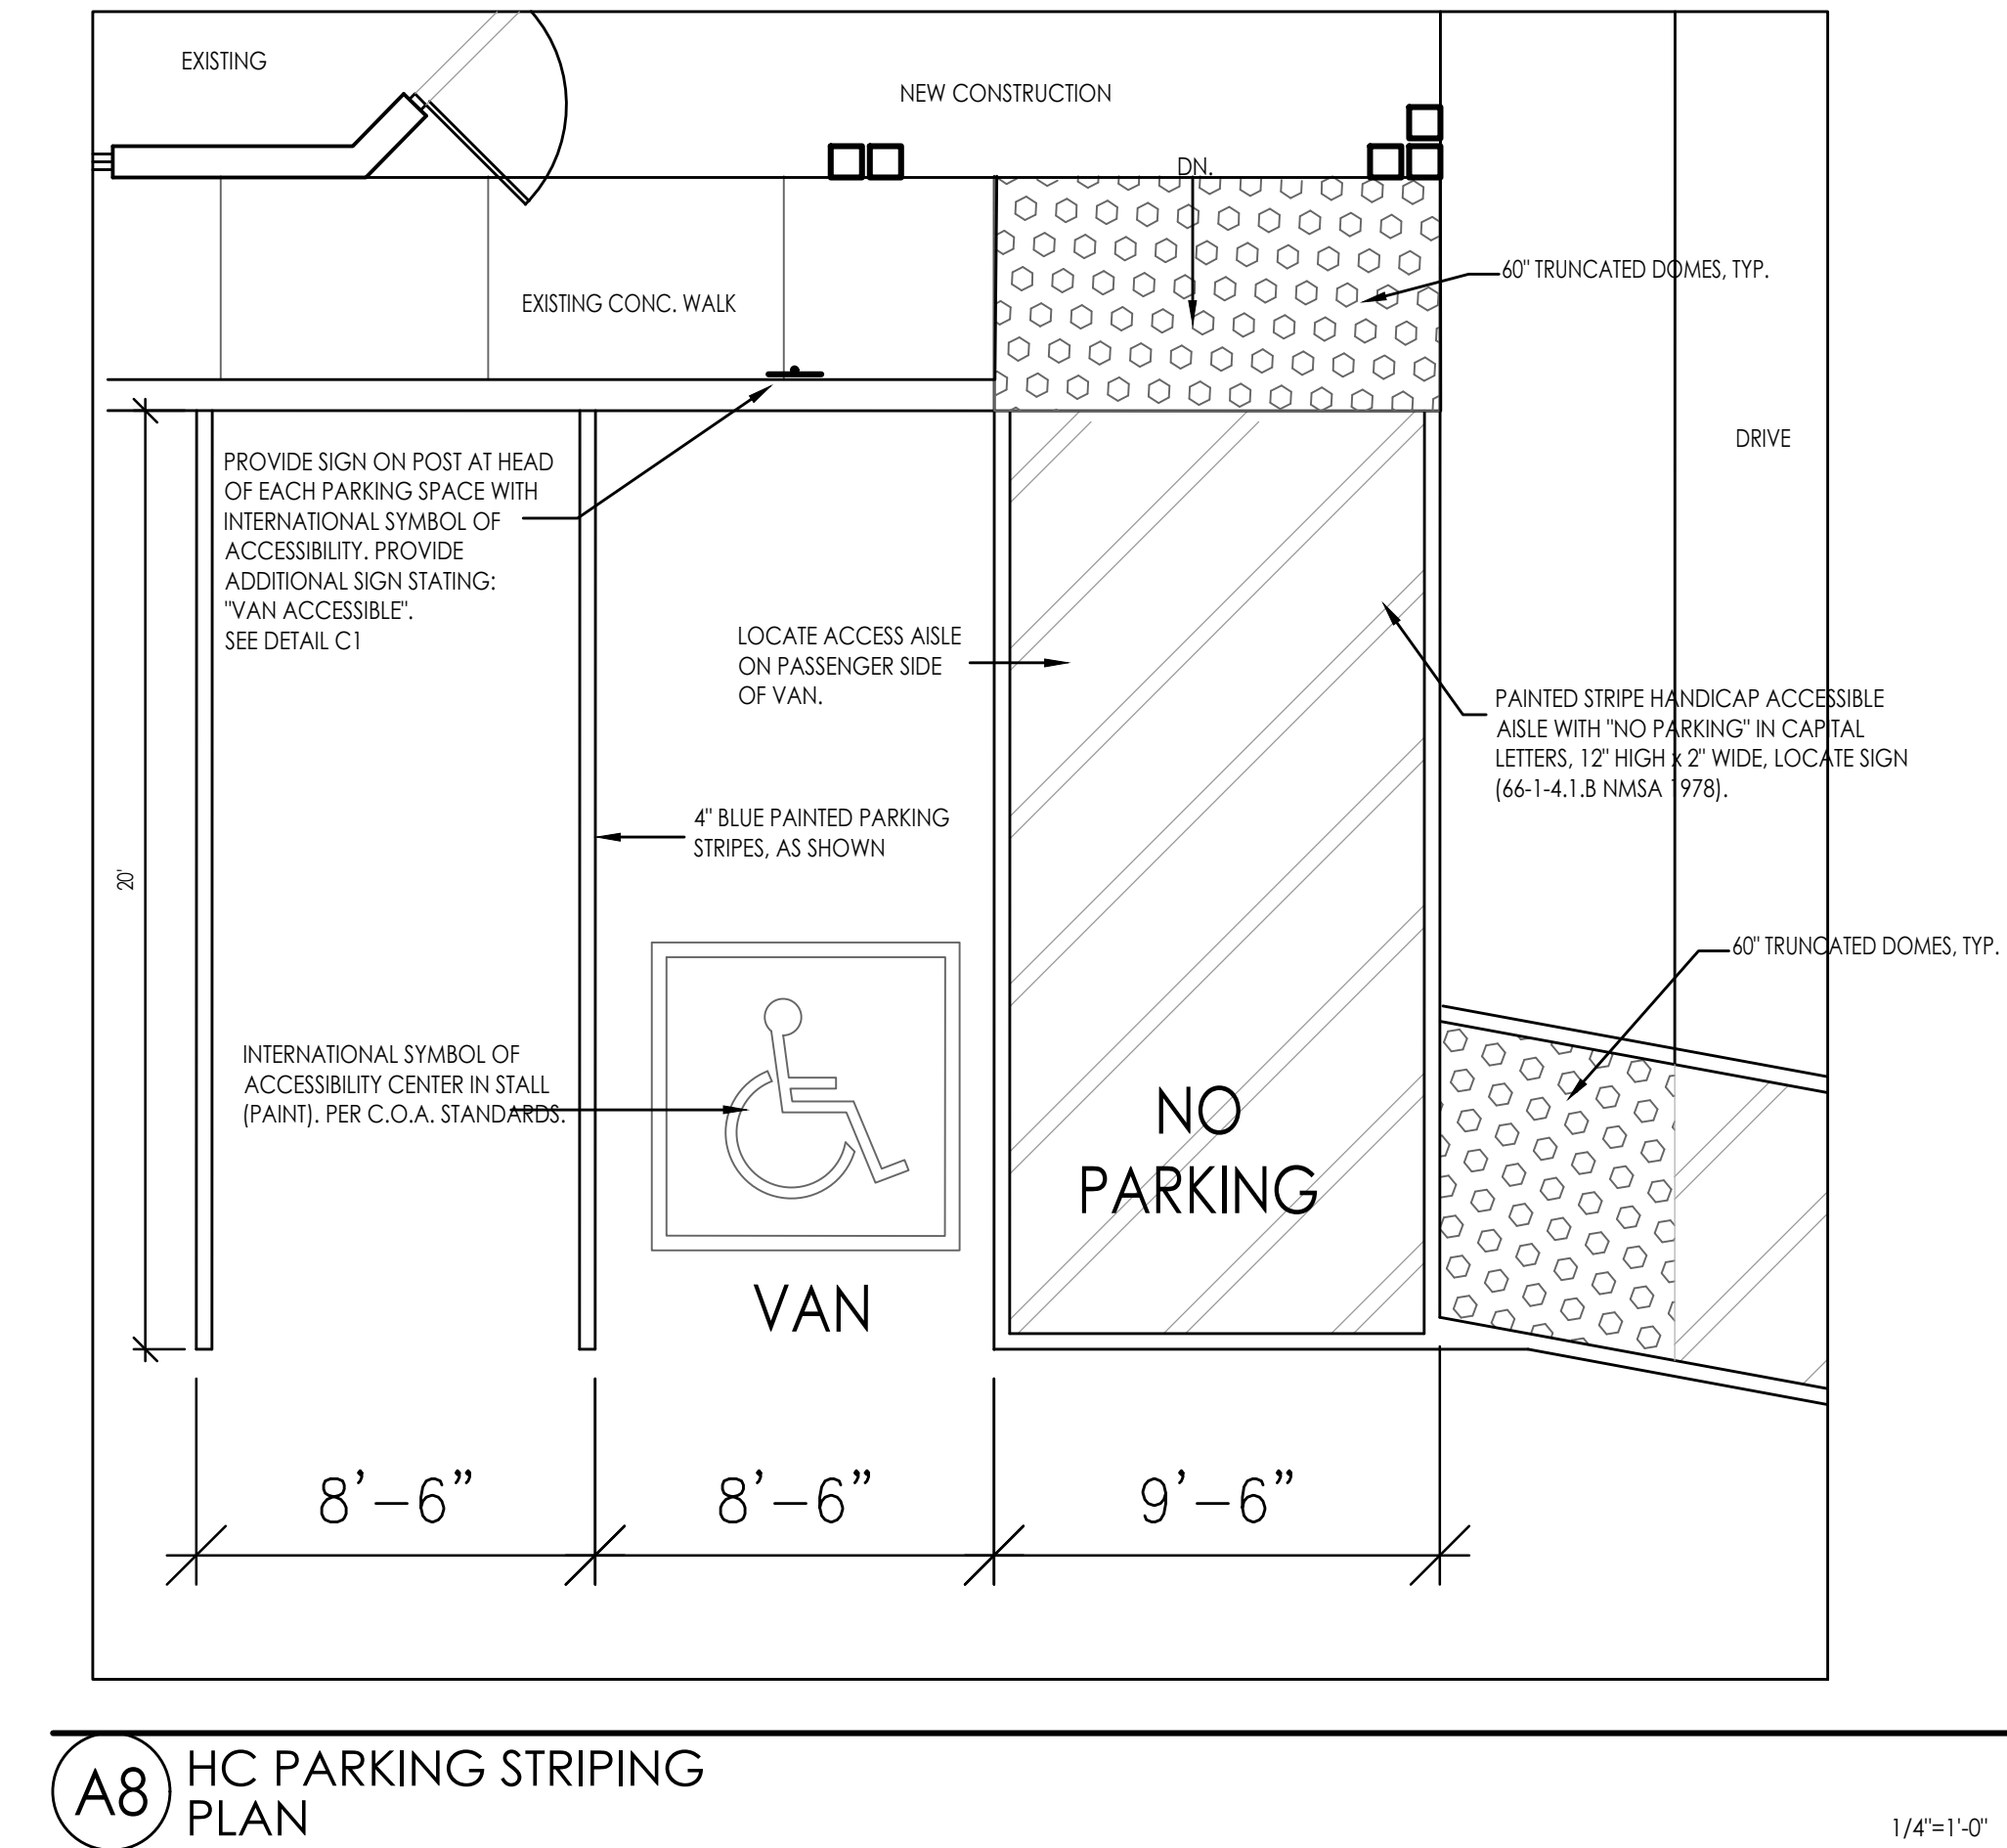 EXISTING
NEW CONSTRUCTION
DN.
60" TRUNCATED DOMES, TYP.
EXISTING CONC. WALK
DRIVE
PROVIDE SIGN ON POST AT HEAD
OF EACH PARKING SPACE WITH
INTERNATIONAL SYMBOL OF
ACCESSIBILITY. PROVIDE
ADDITIONAL SIGN STATING:
"VAN ACCESSIBLE".
SEE DETAIL C1
LOCATE ACCESS AISLE
ON PASSENGER SIDE
OF VAN.
PAINTED STRIPE HANDICAP ACCESSIBLE
AISLE WITH "NO PARKING" IN CAPITAL
LETTERS, 12" HIGH x 2" WIDE, LOCATE SIGN
(66-1-4.1.B NMSA 1978).
4" BLUE PAINTED PARKING
STRIPES, AS SHOWN
20'
60" TRUNCATED DOMES, TYP.
INTERNATIONAL SYMBOL OF
ACCESSIBILITY CENTER IN STALL
(PAINT). PER C.O.A. STANDARDS.
NO
PARKING
VAN
8'-6"
8'-6"
9'-6"
A8
HC PARKING STRIPING
PLAN
1/4"=1'-0"